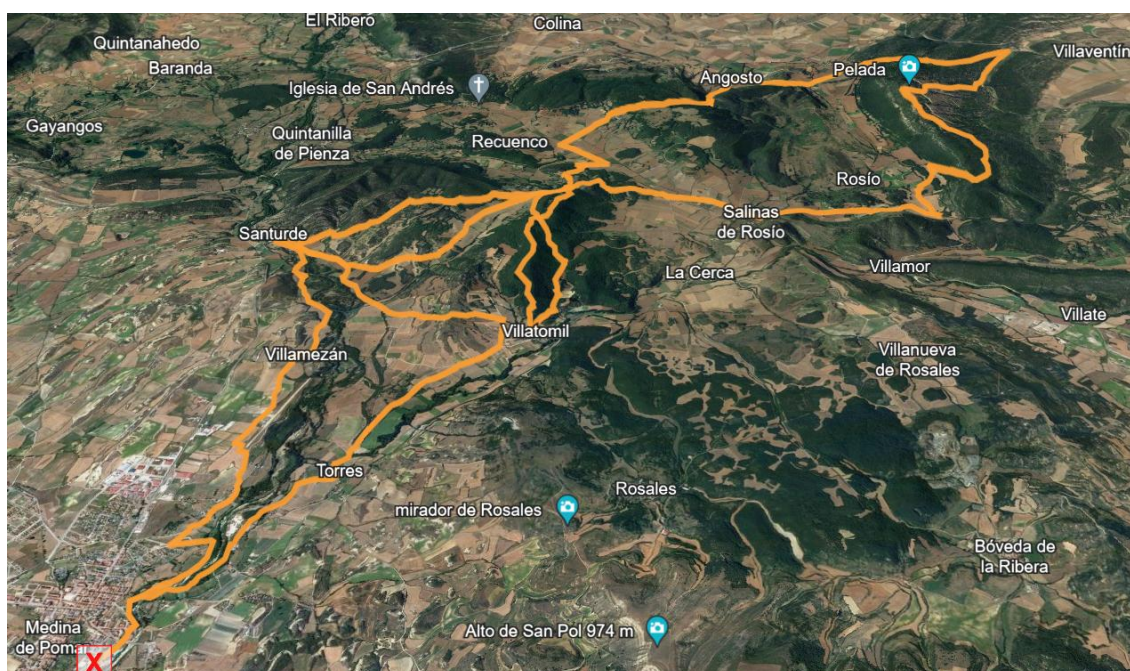 El Ribero
Colina
Quintanahedo
Villaventín
Baranda
Angosto
Pelada
Iglesia de San Andrés
Gayangos
Quintanilla
de Pienza
Recuenco
Rosío
Santurde
Salinas
de Rosío
La Cerca
Villamor
Villate
Villatomil
Villamezán
Villanueva
de Rosales
Torres
Rosales
mirador de Rosales
Bóveda de
la Ribera
Medina
de Pomar
Alto de San Pol 974 m
X